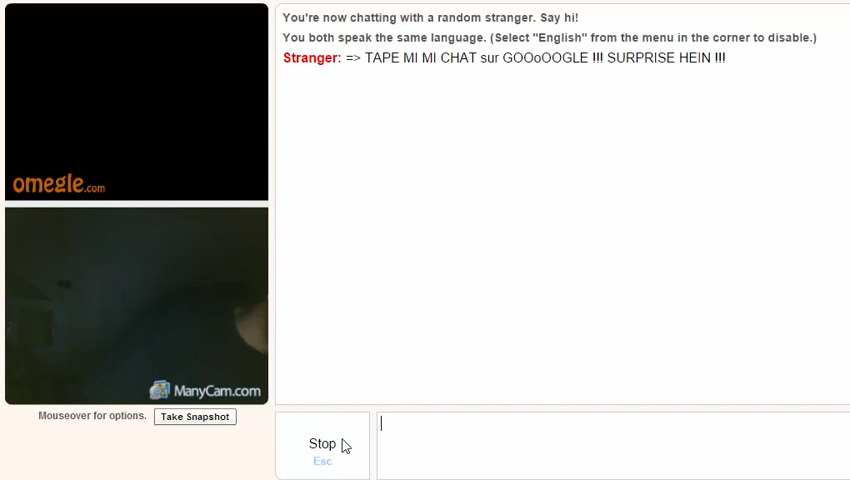 You're now chatting with a random stranger. Say hi!
You both speak the same language. (Select "English" from the menu in the corner to disable.)
Stranger: => TAPE MI MI CHAT sur GOOoOOGLE !!! SURPRISE HEIN !!!
omegle.com
ManyCam.com
Mouseover for options. Take Snapshot
Stop
Esc